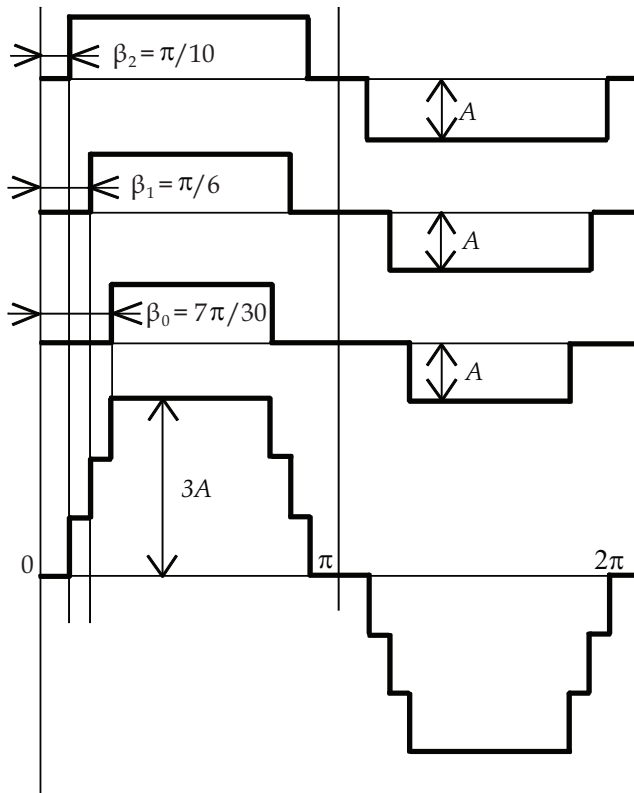 β₂ = π/10
A
β₁ = π/6
A
β₀ = 7π/30
A
3A
0
π
2π